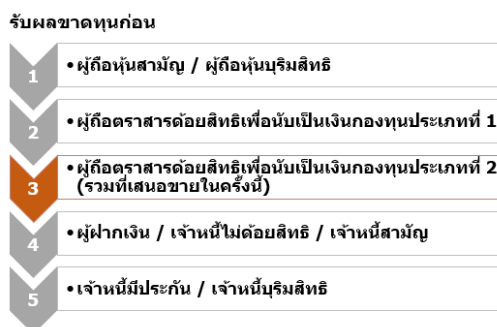 รับผลขาดทุนก่อน
1
•ผู้ถือหุ้นสามัญ / ผู้ถือหุ้นบุริมสิทธิ
2
•ผู้ถือตราสารด้อยสิทธิเพื่อนับเป็นเงินกองทุนประเภทที่ 1
3
•ผู้ถือตราสารด้อยสิทธิเพื่อนับเป็นเงินกองทุนประเภทที่ 2
(รวมที่เสนอขายในครั้งนี้)
4
•ผู้ฝากเงิน / เจ้าหนี้ไม่ด้อยสิทธิ / เจ้าหนี้สามัญ
5
•เจ้าหนี้มีประกัน / เจ้าหนี้บุริมสิทธิ